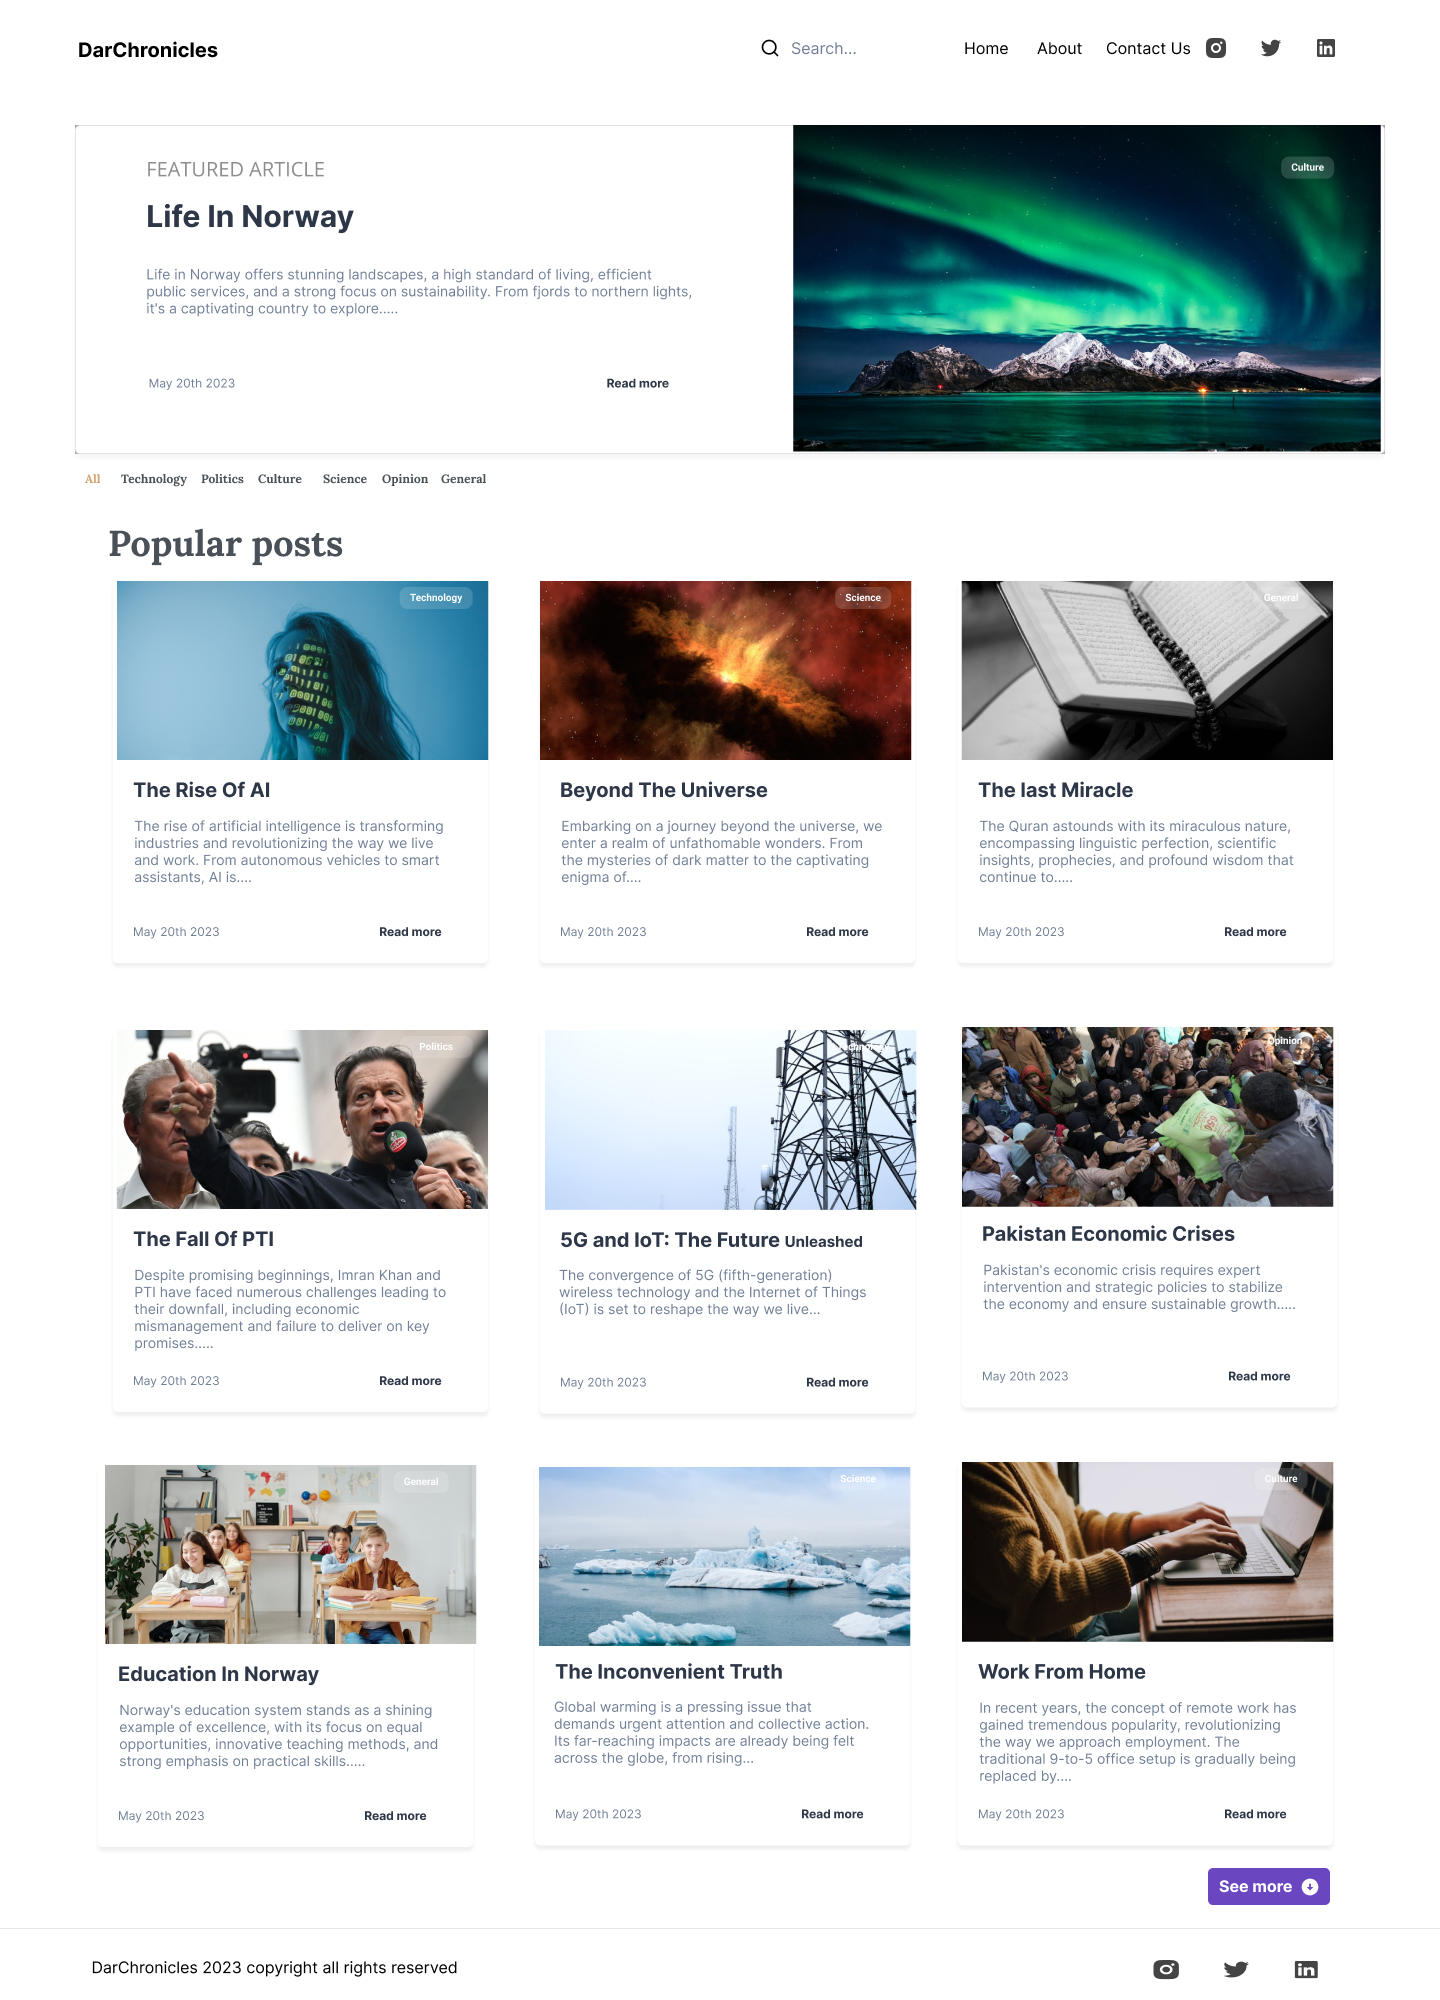 DarChronicles
Search...
Home About Contact Us
FEATURED ARTICLE
Culture
Life In Norway
Life in Norway offers stunning landscapes, a high standard of living, efficient
public services, and a strong focus on sustainability. From fjords to northern lights,
it's a captivating country to explore.....
May 20th 2023
Read more
All Technology Politics Culture Science Opinion General
Popular posts
Technology
The Rise Of AI
The rise of artificial intelligence is transforming
industries and revolutionizing the way we live
and work. From autonomous vehicles to smart
assistants, AI is....
May 20th 2023
Read more
Science
Beyond The Universe
Embarking on a journey beyond the universe, we
enter a realm of unfathomable wonders. From
the mysteries of dark matter to the captivating
enigma of....
May 20th 2023
Read more
General
The last Miracle
The Quran astounds with its miraculous nature,
encompassing linguistic perfection, scientific
insights, prophecies, and profound wisdom that
continue to.....
May 20th 2023
Read more
Politics
The Fall Of PTI
Despite promising beginnings, Imran Khan and
PTI have faced numerous challenges leading to
their downfall, including economic
mismanagement and failure to deliver on key
promises.....
May 20th 2023
Read more
Technology
5G and IoT: The Future Unleashed
The convergence of 5G (fifth-generation)
wireless technology and the Internet of Things
(IoT) is set to reshape the way we live...
May 20th 2023
Read more
Opinion
Pakistan Economic Crises
Pakistan's economic crisis requires expert
intervention and strategic policies to stabilize
the economy and ensure sustainable growth.....
May 20th 2023
Read more
General
Education In Norway
Norway's education system stands as a shining
example of excellence, with its focus on equal
opportunities, innovative teaching methods, and
strong emphasis on practical skills.....
May 20th 2023
Read more
Science
The Inconvenient Truth
Global warming is a pressing issue that
demands urgent attention and collective action.
Its far-reaching impacts are already being felt
across the globe, from rising...
May 20th 2023
Read more
Culture
Work From Home
In recent years, the concept of remote work has
gained tremendous popularity, revolutionizing
the way we approach employment. The
traditional 9-to-5 office setup is gradually being
replaced by....
May 20th 2023
Read more
See more
DarChronicles 2023 copyright all rights reserved